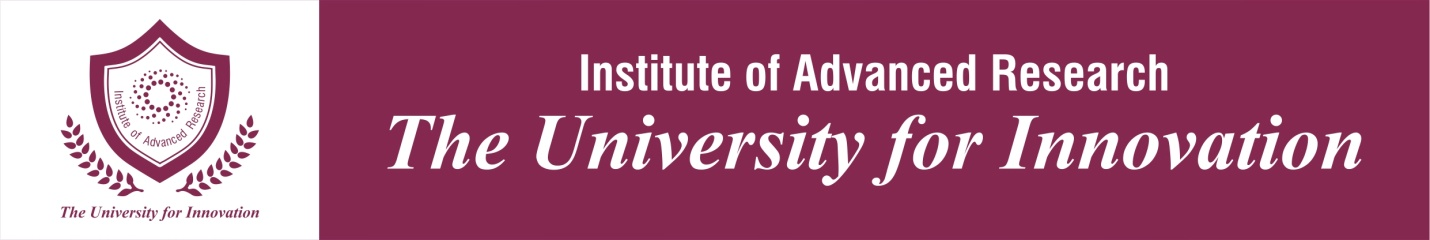 Institute of Advanced Research
The University for Innovation
Institute of Advanced Research
The University for Innovation